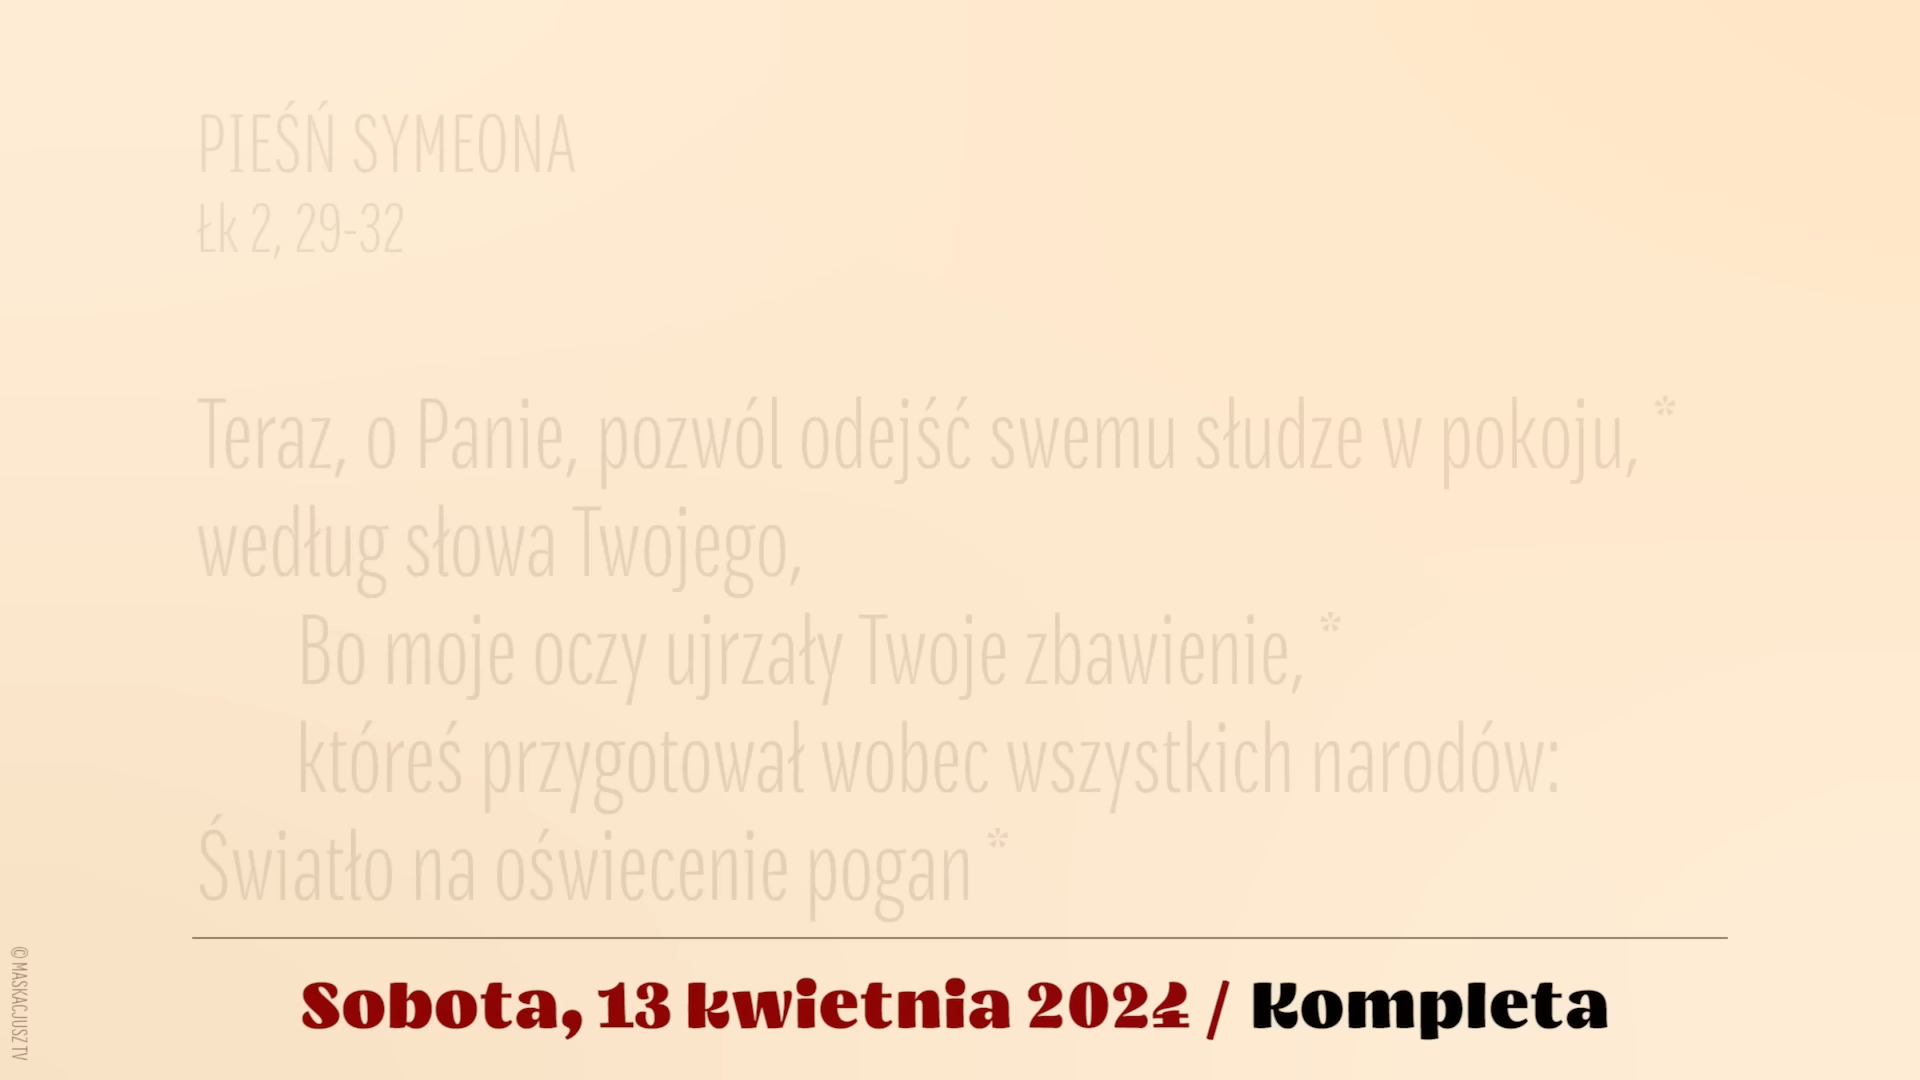 PIEŚŃ SYMEONA
Łk 2, 29-32
Teraz, o Panie, pozwól odejść swemu słudze w pokoju, *
według słowa Twojego,
Bo moje oczy ujrzały Twoje zbawienie, *
któreś przygotował wobec wszystkich narodów:
Światło na oświecenie pogan *
Sobota, 13 kwietnia 2024 / Kompleta
© MASKACJUSZ TV